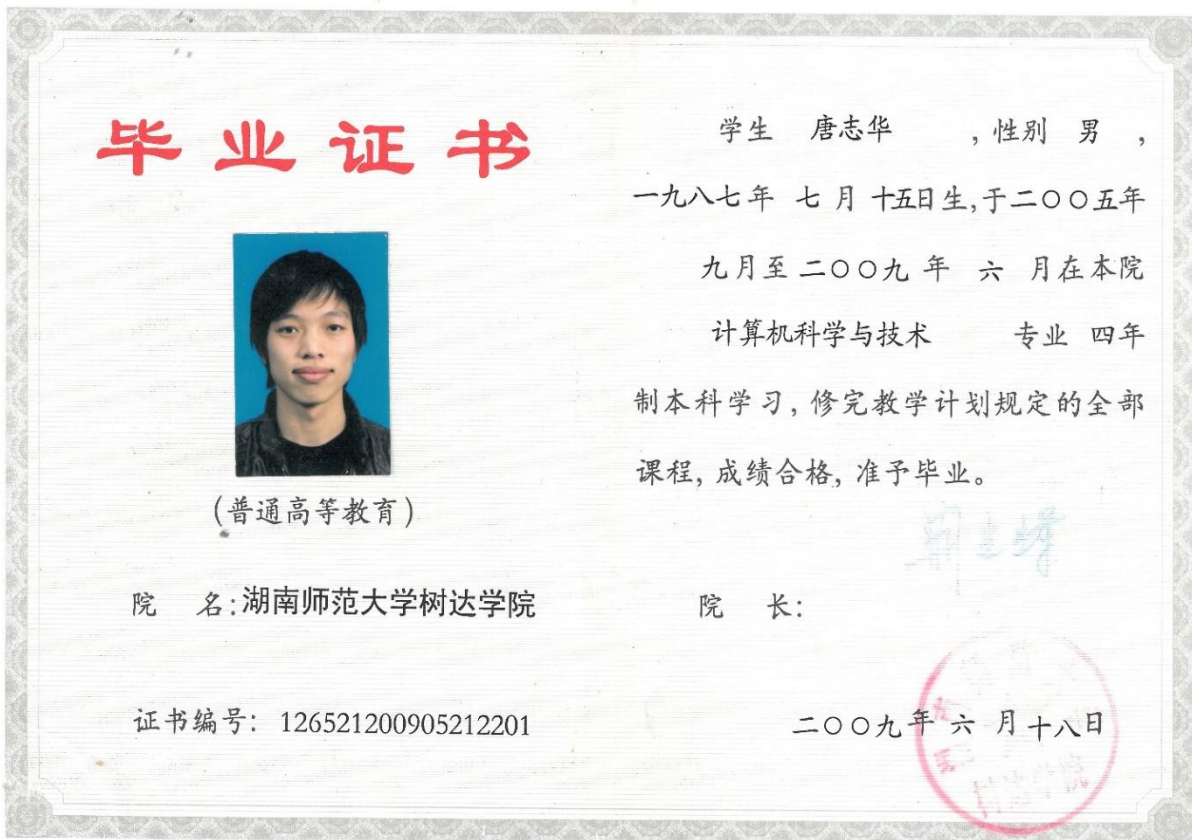 毕业证书
(普通高等教育)
院 名:湖南师范大学树达学院
证书编号: 126521200905212201
学生 唐志华 ,性别 男 ,
一九八七年 七 月 十五日生,于二〇〇五年
九月至 二〇〇九 年 六 月在本院
计算机科学与技术 专业 四年
制本科学习,修完教学计划规定的全部
课程,成绩合格,准予毕业。
院 长:
二〇〇九年 六 月十八日